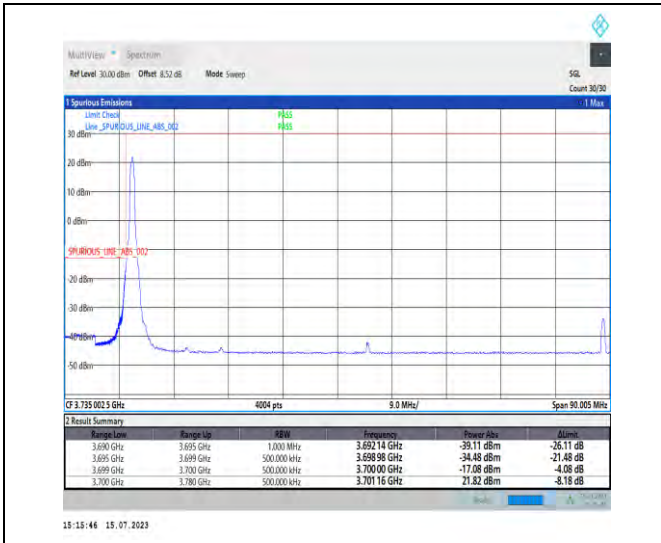 MultiView Spectrum
Ref Level 30.00 dBm Offset 8.52 dB Mode Sweep SGL
Count 30/30
1 Spurious Emissions 1 Max
Limit Check PASS
Line _SPURIOUS_LINE_ABS_002 PASS
30 dBm
20 dBm
10 dBm
0 dBm
SPURIOUS_LINE_ABS_002
-20 dBm
-30 dBm
-40 dBm
-50 dBm
CF 3.735 002 5 GHz 4004 pts 9.0 MHz/ Span 90.005 MHz
2 Result Summary
Range Low Range Up RBW Frequency Power Abs ΔLimit
3.690 GHz 3.695 GHz 1.000 MHz 3.692 14 GHz -39.11 dBm -26.11 dB
3.695 GHz 3.699 GHz 500.000 kHz 3.698 98 GHz -34.48 dBm -21.48 dB
3.699 GHz 3.700 GHz 500.000 kHz 3.700 00 GHz -17.08 dBm -4.08 dB
3.700 GHz 3.780 GHz 500.000 kHz 3.701 16 GHz 21.82 dBm -8.18 dB
15:15:46 15.07.2023